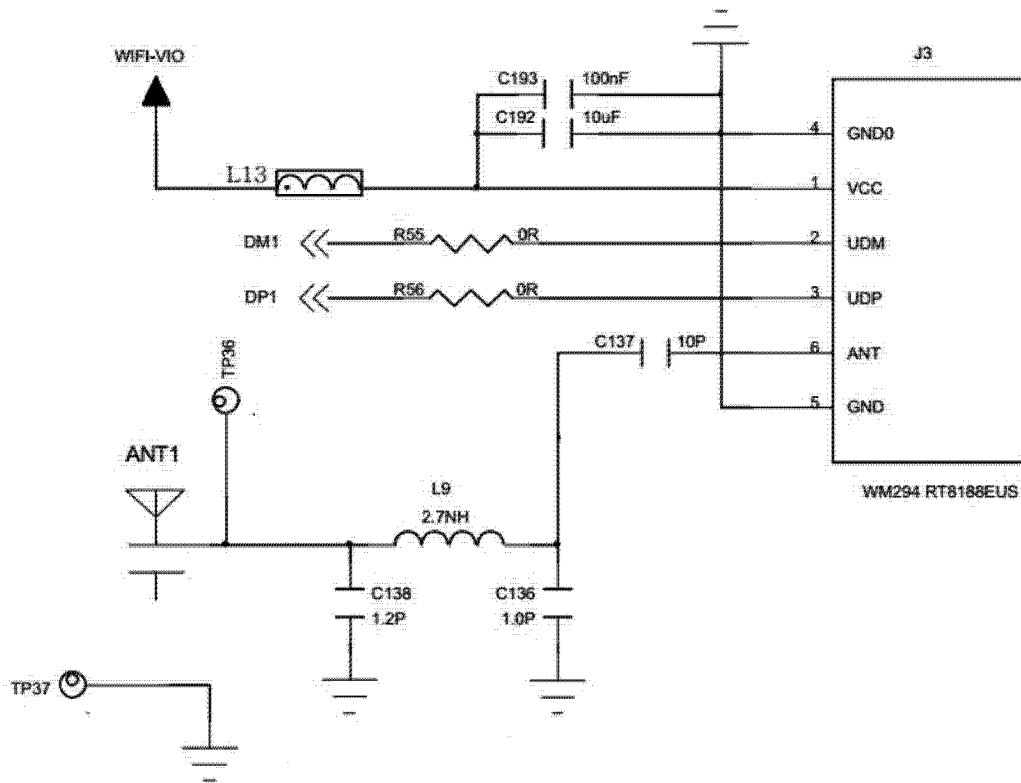 WIFI-VIO
J3
C193 100nF
C192 10uF
4 GND0
L13
1 VCC
DM1 R55 0R 2 UDM
DP1 R56 0R 3 UDP
TP36
C137 10P 6 ANT
5 GND
ANT1
L9
2.7NH
WM294 RT8188EUS
C138
1.2P
C136
1.0P
TP37